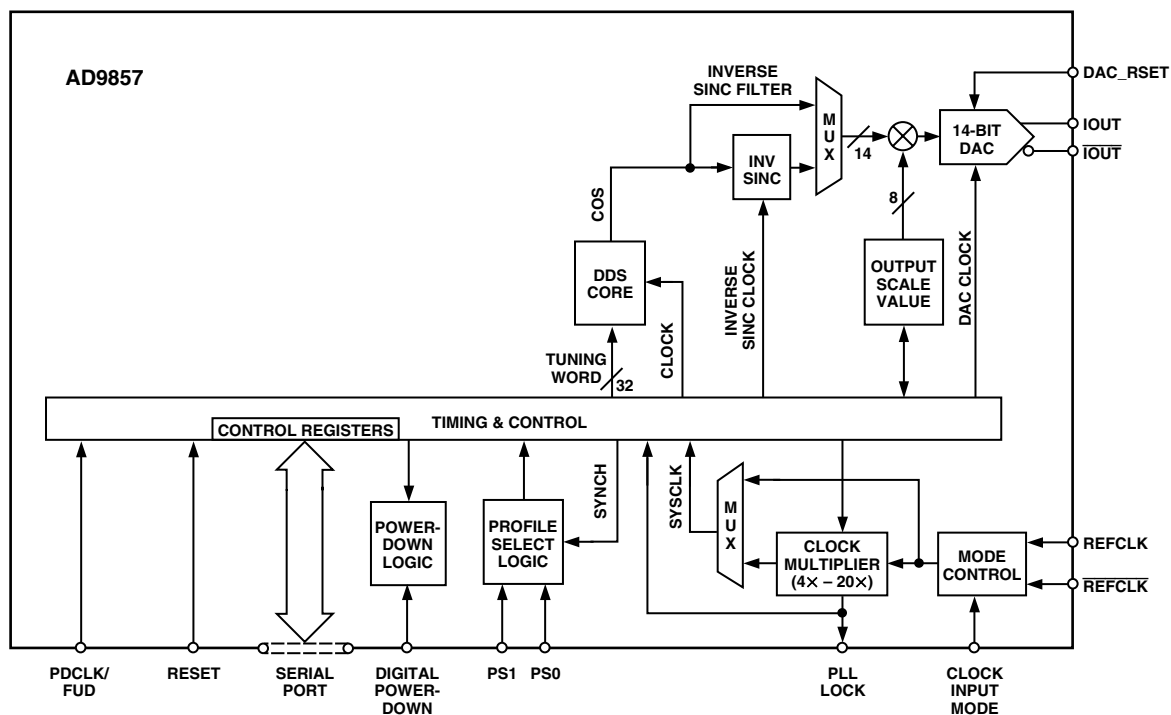 AD9857
INVERSE
SINC FILTER
DAC_RSET
MUX
14
14-BIT
DAC
IOUT
IOUT
INV
SINC
COS
8
DDS
CORE
INVERSE
SINC CLOCK
OUTPUT
SCALE
VALUE
DAC CLOCK
CLOCK
TUNING
WORD
32
CONTROL REGISTERS
TIMING & CONTROL
SYNCH
SYSCLK
MUX
POWER-
DOWN
LOGIC
PROFILE
SELECT
LOGIC
CLOCK
MULTIPLIER
(4× – 20×)
MODE
CONTROL
REFCLK
REFCLK
PDCLK/
FUD
RESET
SERIAL
PORT
DIGITAL
POWER-
DOWN
PS1
PS0
PLL
LOCK
CLOCK
INPUT
MODE